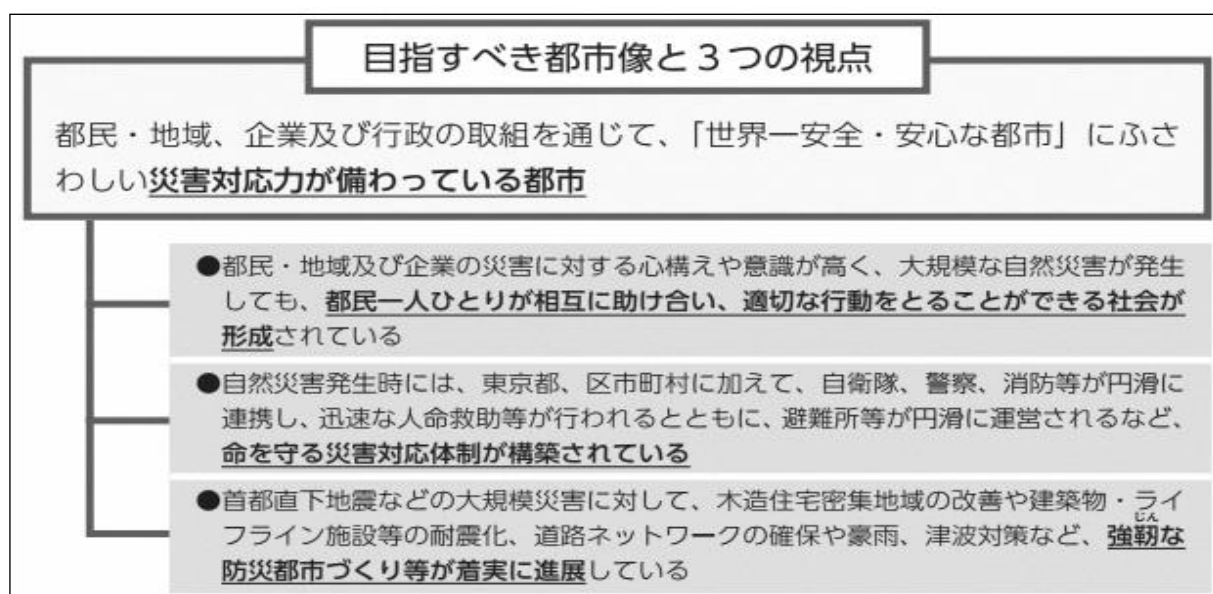 目指すべき都市像と3つの視点
都民・地域、企業及び行政の取組を通じて、「世界一安全・安心な都市」にふさ
わしい災害対応力が備わっている都市
●都民・地域及び企業の災害に対する心構えや意識が高く、大規模な自然災害が発生
しても、都民一人ひとりが相互に助け合い、適切な行動をとることができる社会が
形成されている
●自然災害発生時には、東京都、区市町村に加えて、自衛隊、警察、消防等が円滑に
連携し、迅速な人命救助等が行われるとともに、避難所等が円滑に運営されるなど、
命を守る災害対応体制が構築されている
●首都直下地震などの大規模災害に対して、木造住宅密集地域の改善や建築物・ライ
じん
フライン施設等の耐震化、道路ネットワークの確保や豪雨、津波対策など、強靭な
防災都市づくり等が着実に進展している